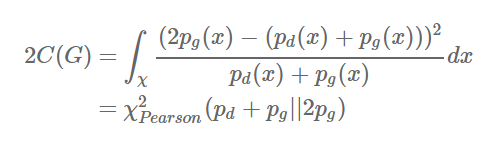 2C(G) = ∫_χ (2p_g(x) − (p_d(x) + p_g(x)))² / (p_d(x) + p_g(x)) dx
= χ²_Pearson (p_d + p_g||2p_g)